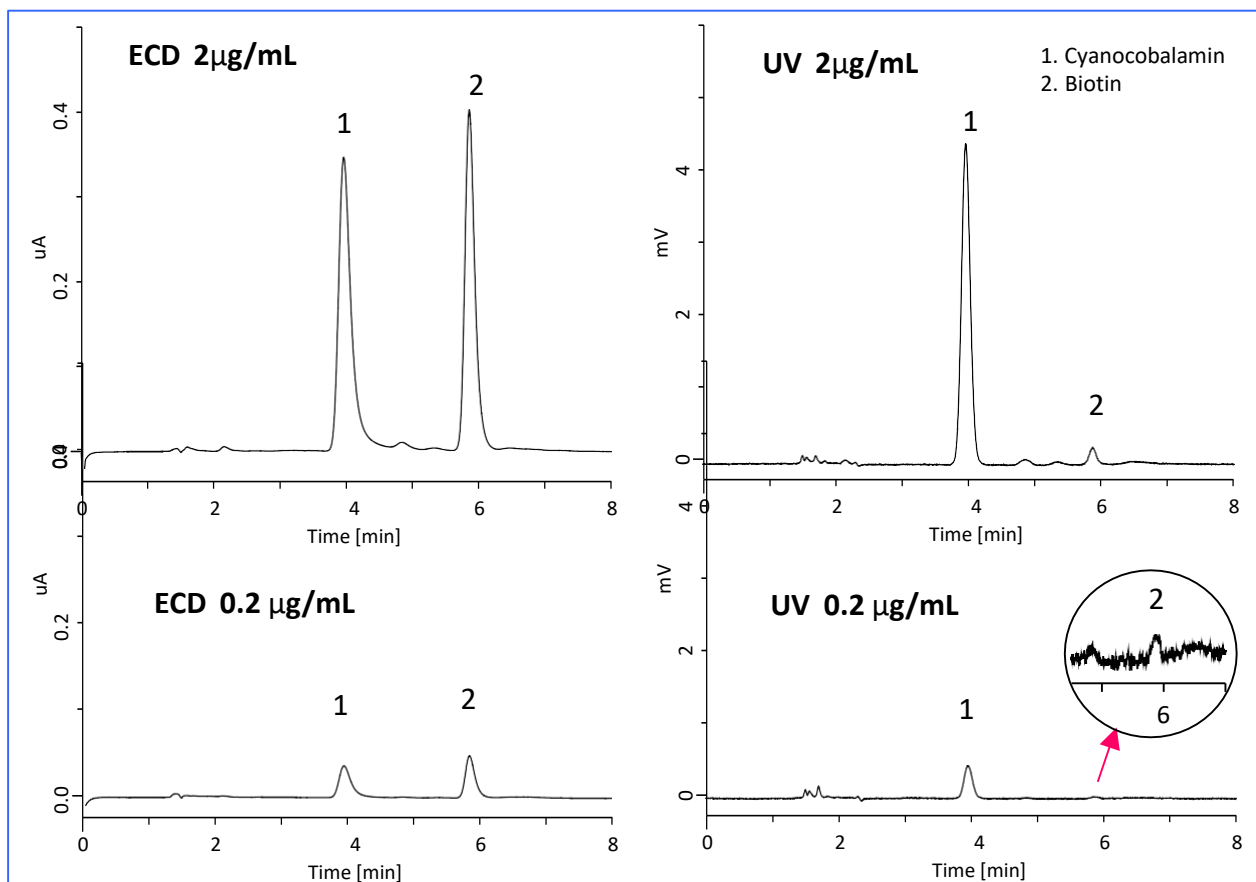 ECD 2µg/mL
1
2
0.4
0.2
0.0
uA
0 2 4 6 8
Time [min]
UV 2µg/mL
1. Cyanocobalamin
2. Biotin
1
2
4
2
0
mV
0 2 4 6 8
Time [min]
ECD 0.2 µg/mL
1
2
uA
0.2
0.0
0 2 4 6 8
Time [min]
UV 0.2 µg/mL
1
2
6
4
mV
2
0
0 2 4 6 8
Time [min]